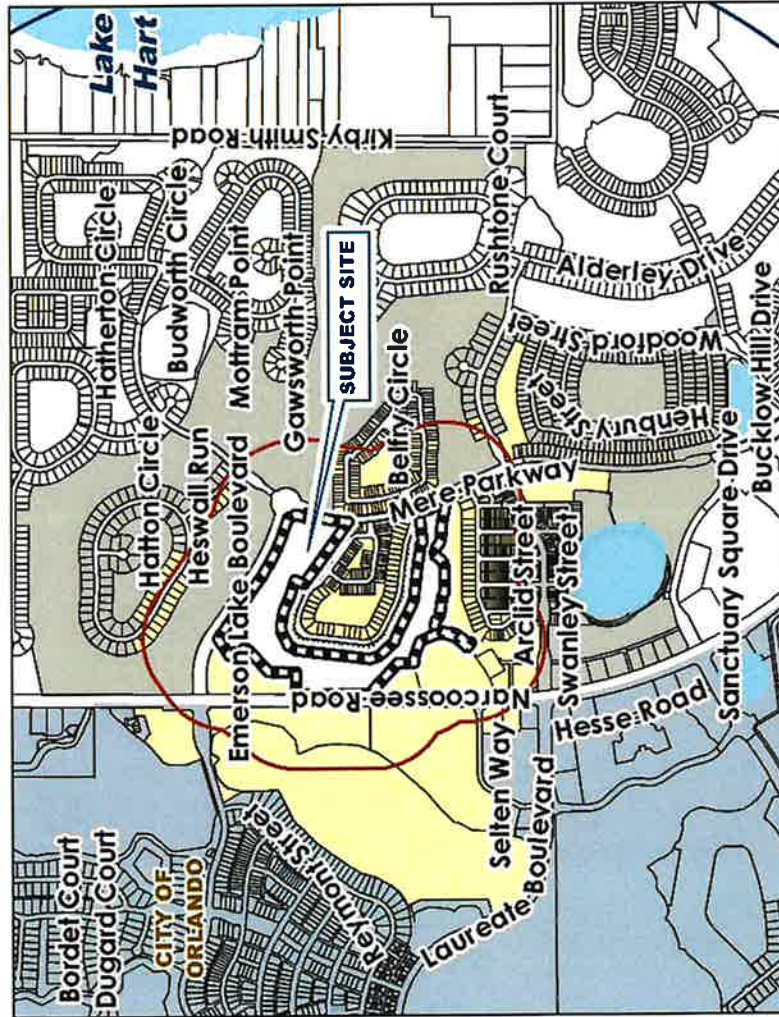 Lake
Hart
Kirby-Smith Road
Hatherton Circle
Budworth Circle
Mottram Point
Gawsworth Point
SUBJECT SITE
Rushtone Court
Alderley Drive
Hatton Circle
Heswall Run
Emerson Lake Boulevard
Belfry Circle
Mere Parkway
Woodford Street
Henbury Street
Bucklow Hill Drive
Sanctuary Square Drive
Arclid Street
Swanley Street
Narcoossee Road
Hesse Road
Selten Way
Laureate Boulevard
Reymont Street
Bordet Court
Dugard Court
CITY OF
ORLANDO